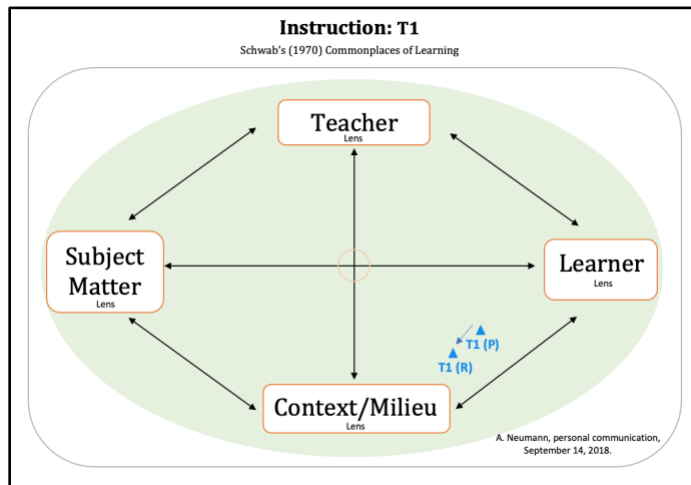 Instruction: T1
Schwab's (1970) Commonplaces of Learning
Teacher
Lens
Subject
Matter
Lens
Learner
Lens
T1 (P)
T1 (R)
Context/Milieu
Lens
A. Neumann, personal communication,
September 14, 2018.